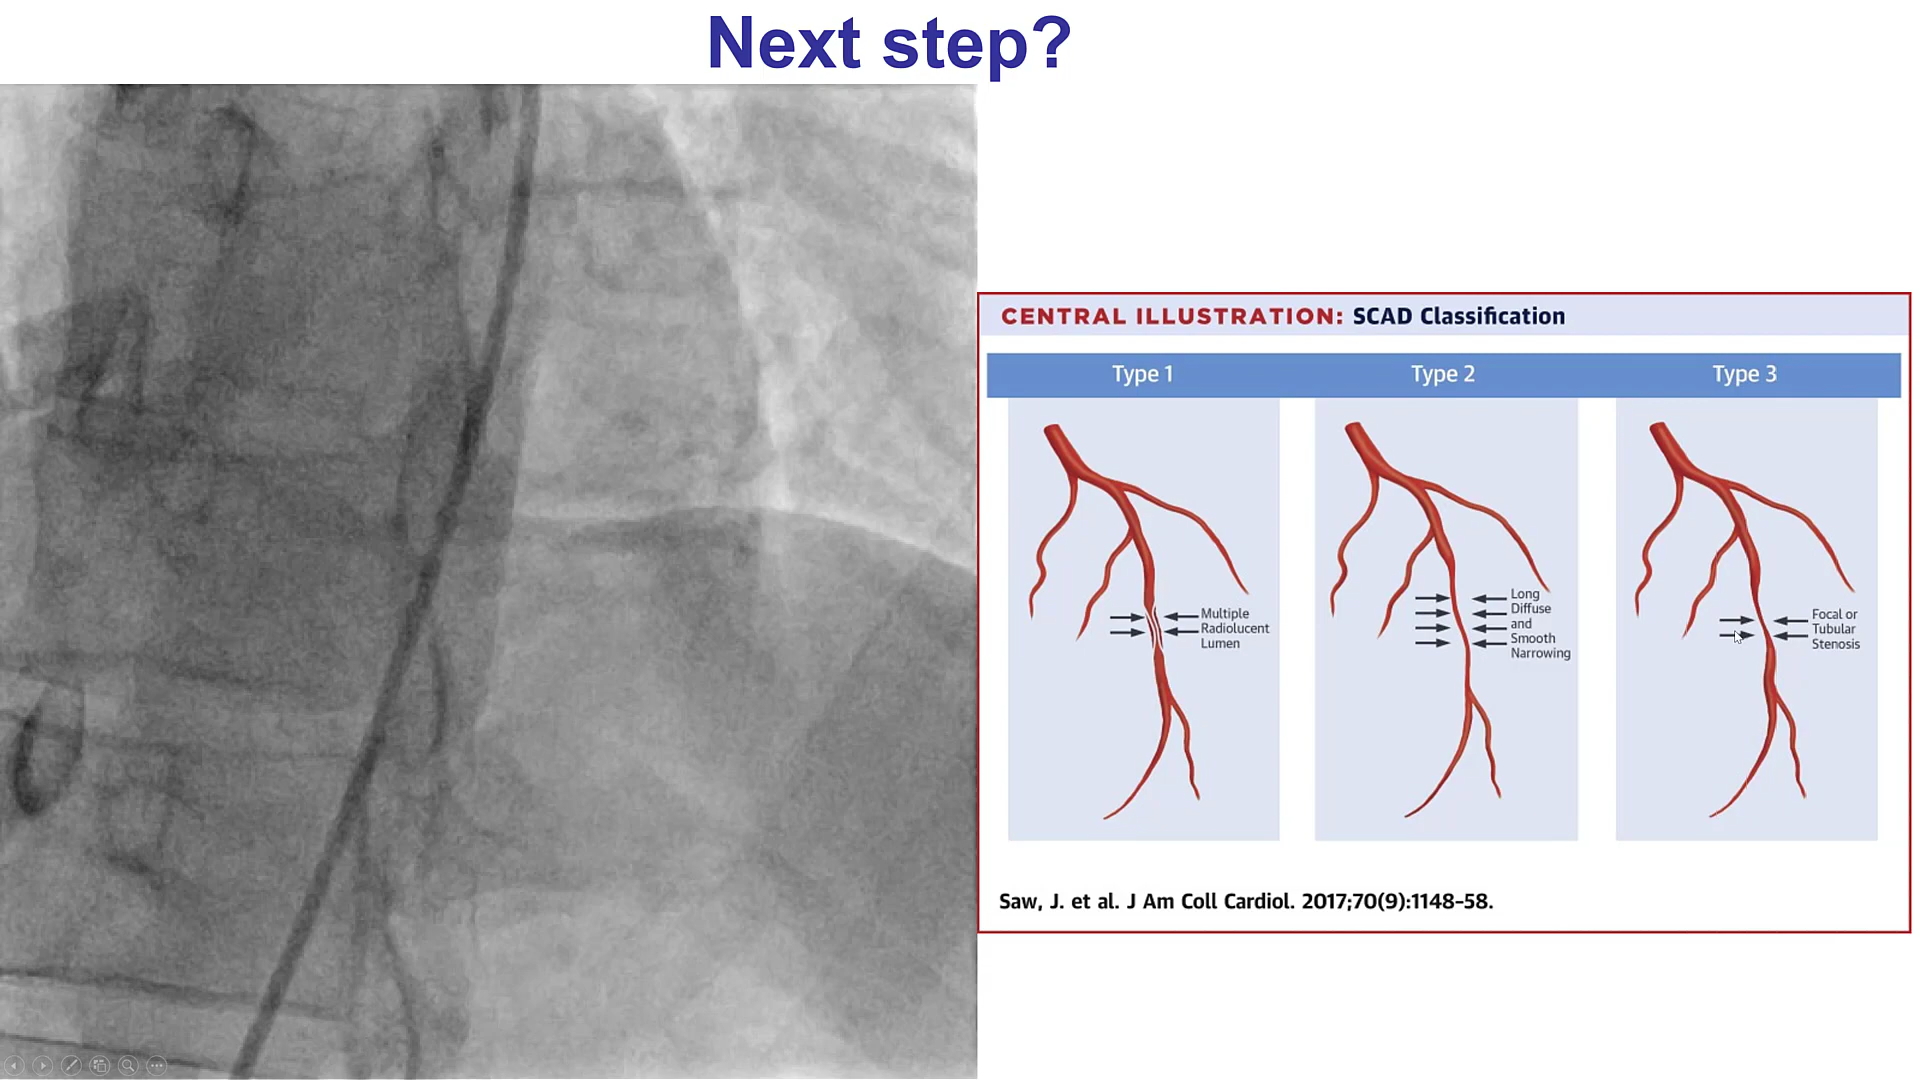 Next step?
CENTRAL ILLUSTRATION: SCAD Classification
Type 1
Type 2
Type 3
Multiple
Radiolucent
Lumen
Long
Diffuse
and
Smooth
Narrowing
Focal or
Tubular
Stenosis
Saw, J. et al. J Am Coll Cardiol. 2017;70(9):1148–58.